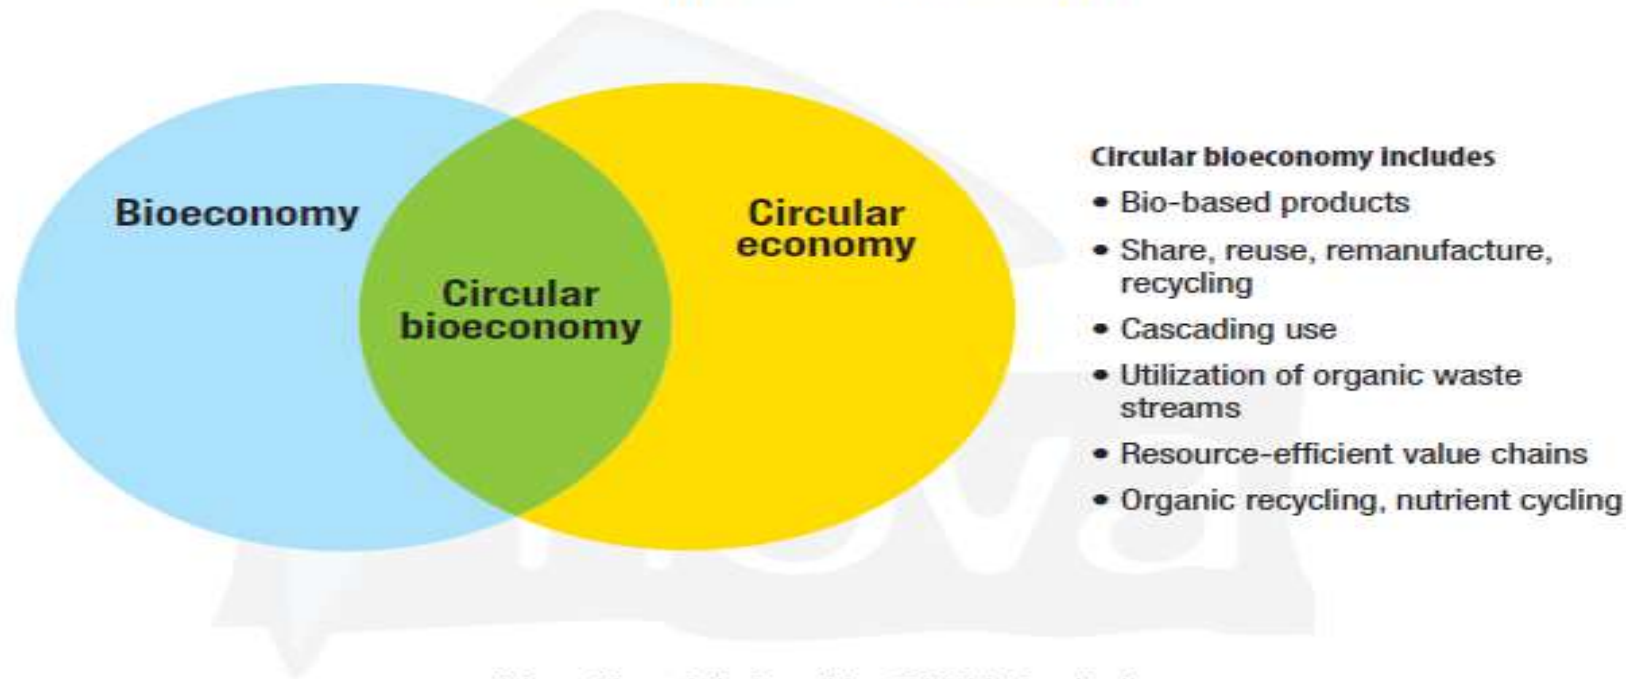 Bioeconomy
Circular
economy
Circular
bioeconomy
Circular bioeconomy includes
• Bio-based products
• Share, reuse, remanufacture,
recycling
• Cascading use
• Utilization of organic waste
streams
• Resource-efficient value chains
• Organic recycling, nutrient cycling
nova